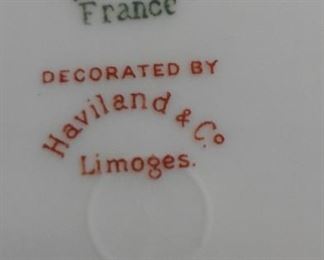 France
DECORATED BY
Haviland & Co
Limoges.